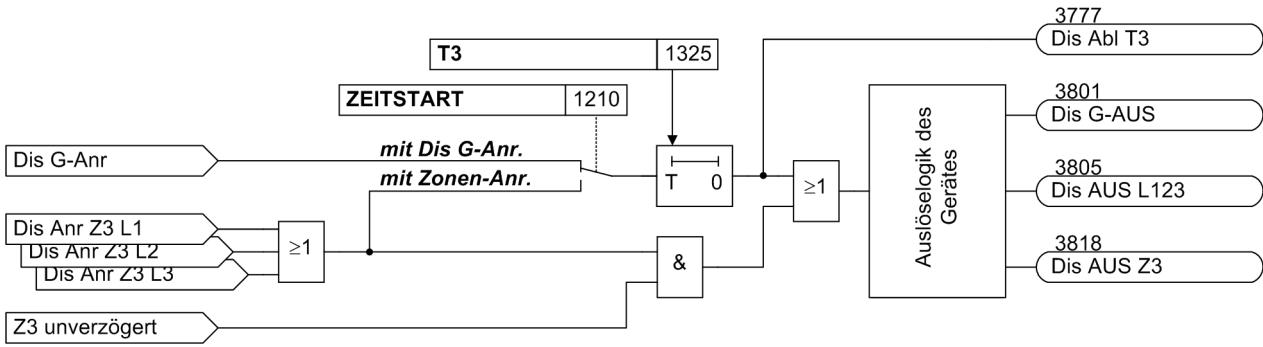 3777
Dis Abl T3
T3 1325
ZEITSTART 1210
3801
Dis G-AUS
mit Dis G-Anr.
Dis G-Anr
mit Zonen-Anr.
T 0
≥1
Auslöselogik des
Gerätes
3805
Dis AUS L123
Dis Anr Z3 L1
Dis Anr Z3 L2
Dis Anr Z3 L3
≥1
&
3818
Dis AUS Z3
Z3 unverzögert